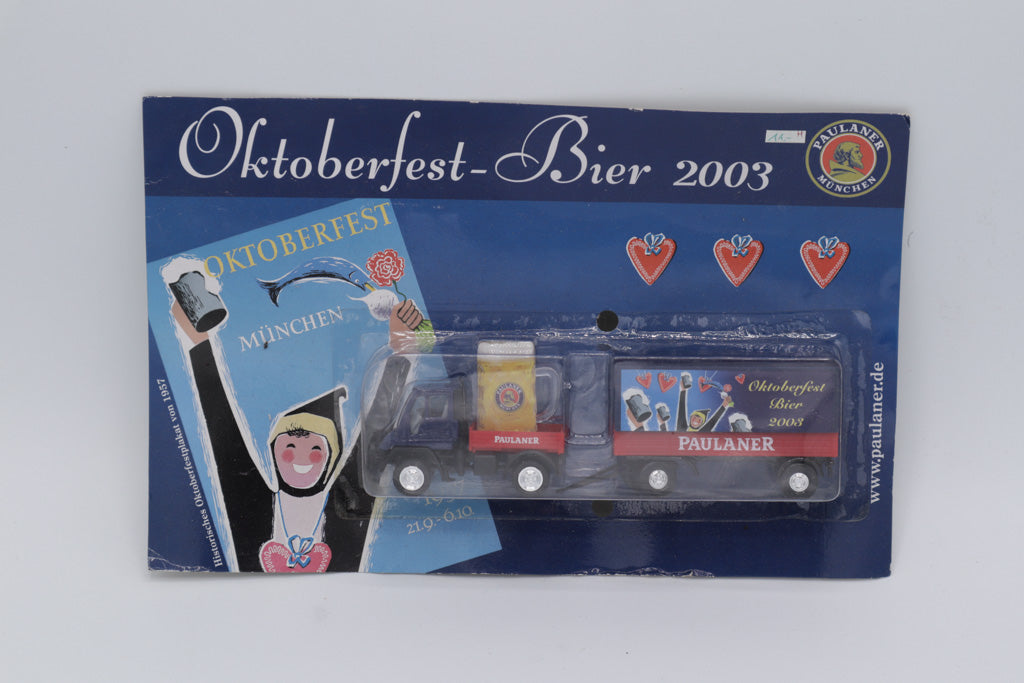 Oktoberfest-Bier 2003
PAULANER
MÜNCHEN
OKTOBERFEST
MÜNCHEN
21.9.-6.10.
Historisches Oktoberfestplakat von 1957
PAULANER
PAULANER
Oktoberfest
Bier
2003
PAULANER
www.paulaner.de